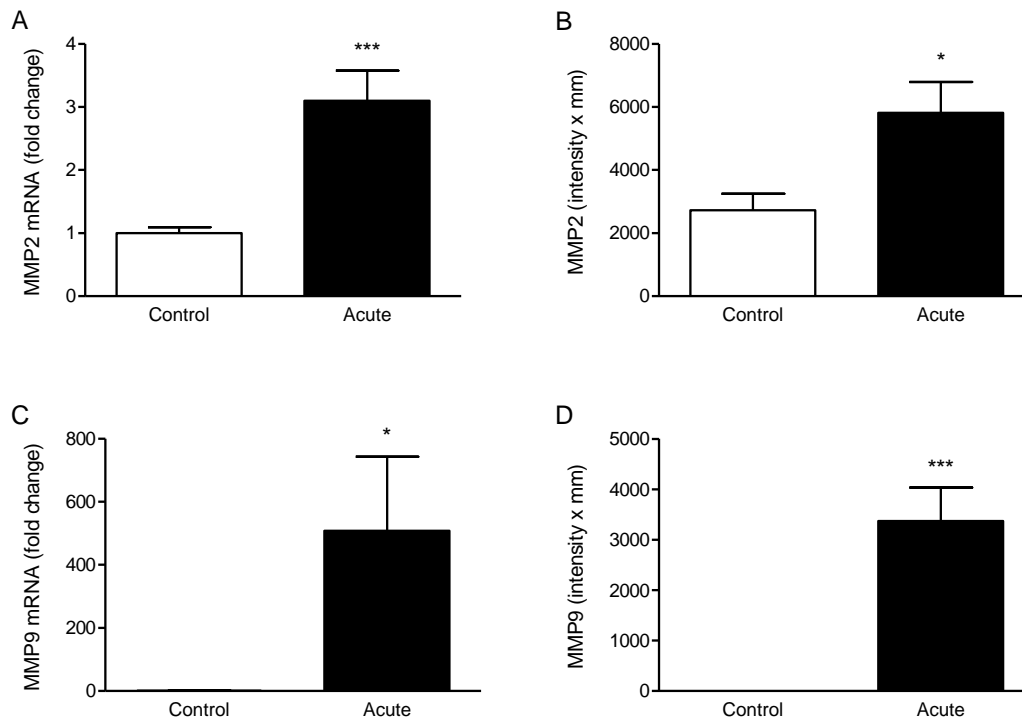 A
MMP2 mRNA (fold change)
4
3
2
1
0
***
Control Acute
B
MMP2 (intensity x mm)
8000
6000
4000
2000
0
*
Control Acute
C
MMP9 mRNA (fold change)
800
600
400
200
0
*
Control Acute
D
MMP9 (intensity x mm)
5000
4000
3000
2000
1000
0
***
Control Acute